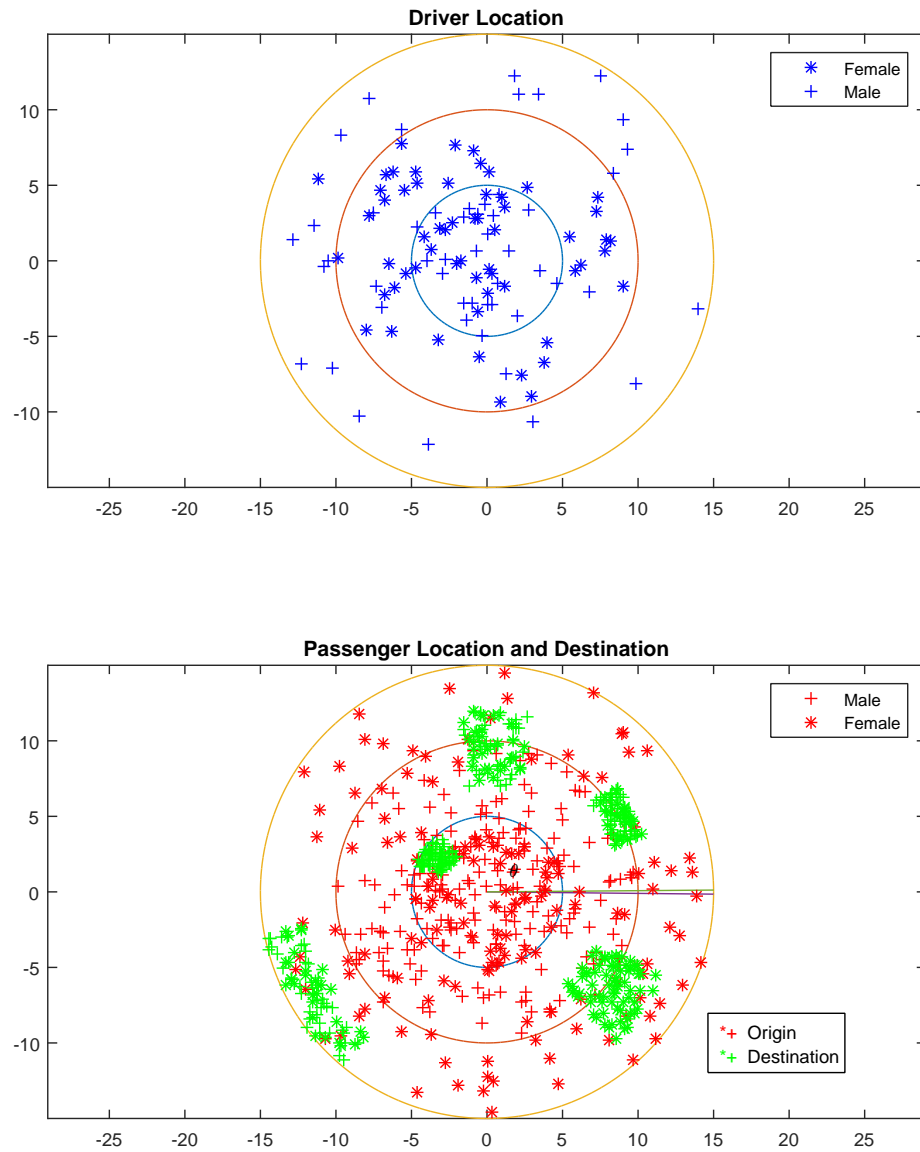 Driver Location
Female
Male
10
5
0
-5
-10
-25 -20 -15 -10 -5 0 5 10 15 20 25
Passenger Location and Destination
Male
Female
10
5
0
-5
-10
*+ Origin
*+ Destination
-25 -20 -15 -10 -5 0 5 10 15 20 25